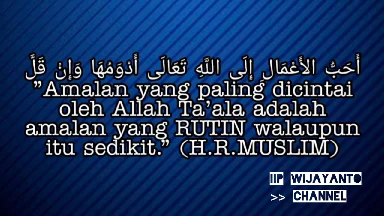 أَحَبُّ الأَعْمَالِ إِلَى اللَّهِ تَعَالَى أَدْوَمُهَا وَإِنْ قَلَّ
"Amalan yang paling dicintai
oleh Allah Ta'ala adalah
amalan yang RUTIN walaupun
itu sedikit." (H.R.MUSLIM)
IIP WIJAYANTO
>> CHANNEL